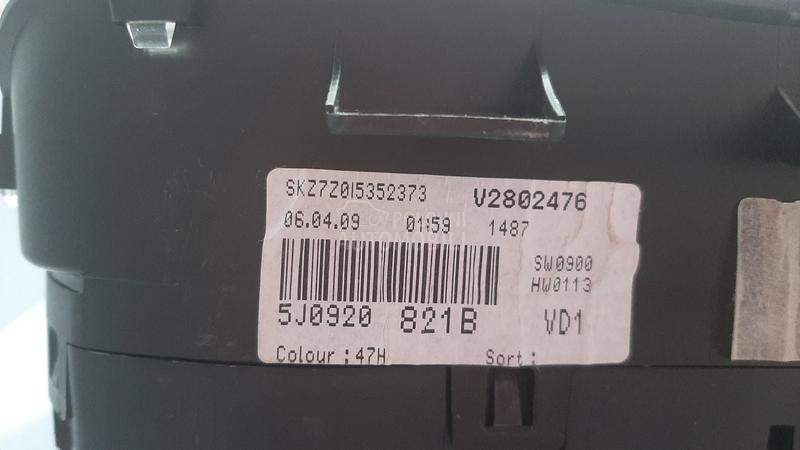 SKZ7Z0I5352373 V2802476
06.04.09 01:59 1487
SW0900
HW0113
5J0920 821B VD1
Colour : 47H Sort :